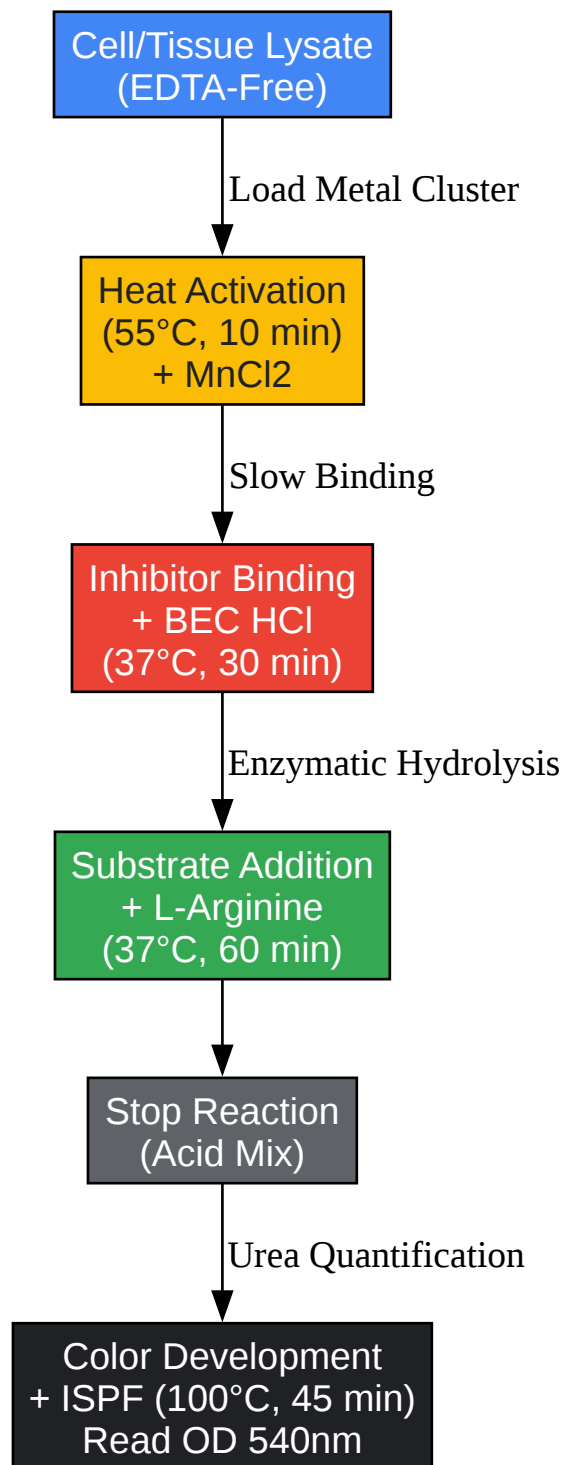 Cell/Tissue Lysate
(EDTA-Free)
Load Metal Cluster
Heat Activation
(55°C, 10 min)
+ MnCl2
Slow Binding
Inhibitor Binding
+ BEC HCl
(37°C, 30 min)
Enzymatic Hydrolysis
Substrate Addition
+ L-Arginine
(37°C, 60 min)
Stop Reaction
(Acid Mix)
Urea Quantification
Color Development
+ ISPF (100°C, 45 min)
Read OD 540nm